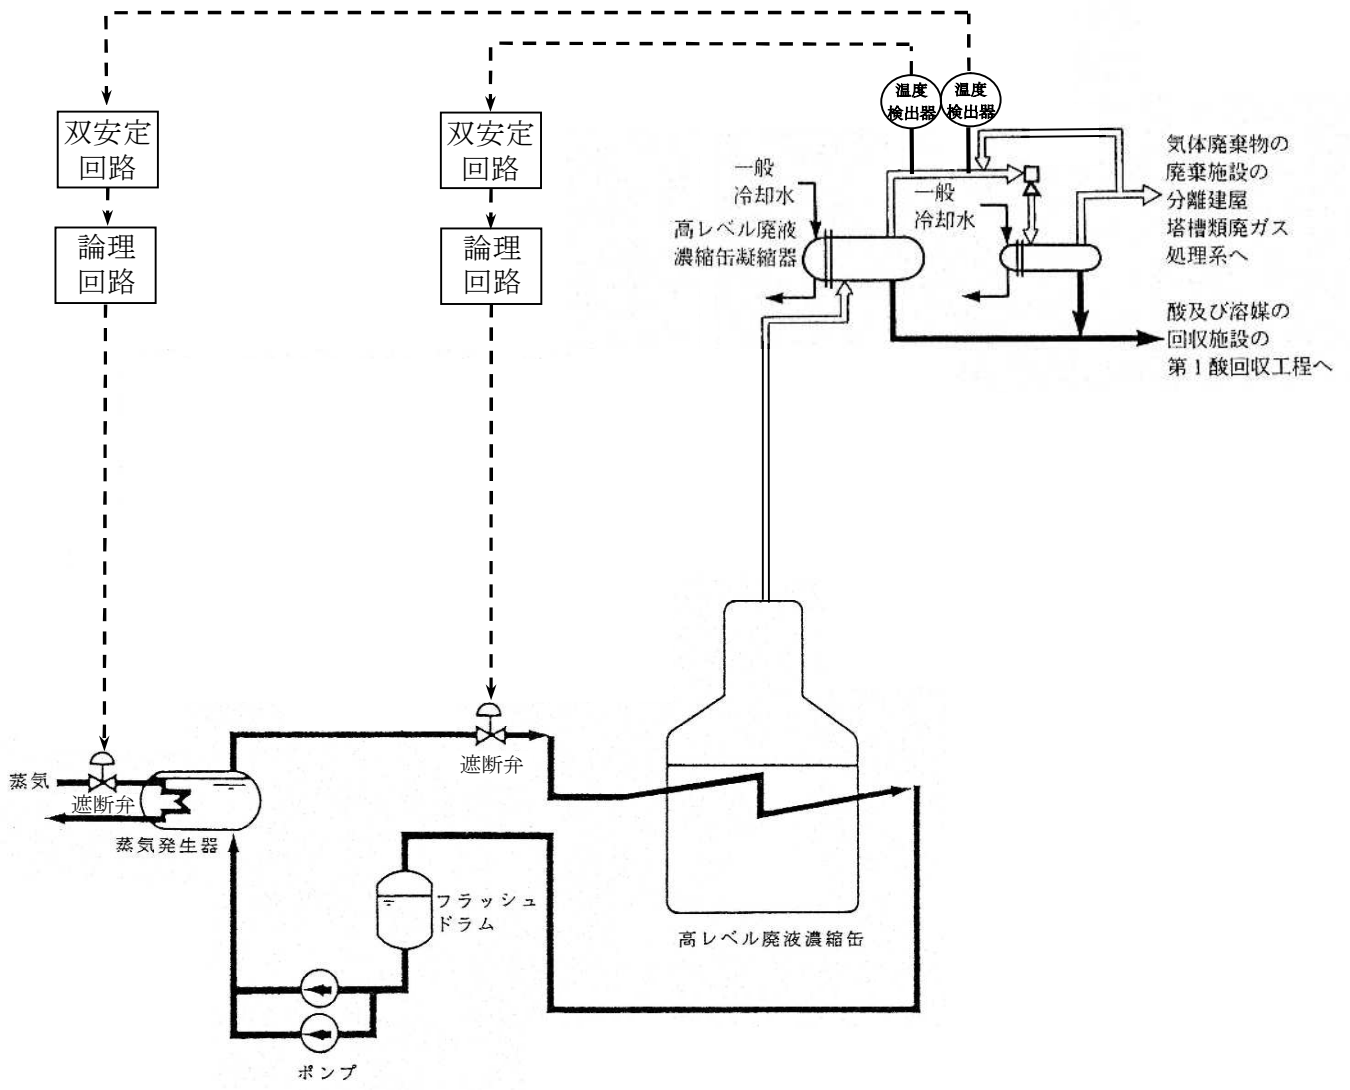 温度
検出器
温度
検出器
双安定
回路
双安定
回路
論理
回路
論理
回路
一般
冷却水
高レベル廃液
濃縮缶凝縮器
一般
冷却水
気体廃棄物の
廃棄施設の
分離建屋
塔槽類廃ガス
処理系へ
酸及び溶媒の
回収施設の
第1酸回収工程へ
蒸気
遮断弁
蒸気発生器
遮断弁
フラッシュ
ドラム
高レベル廃液濃縮缶
ポンプ